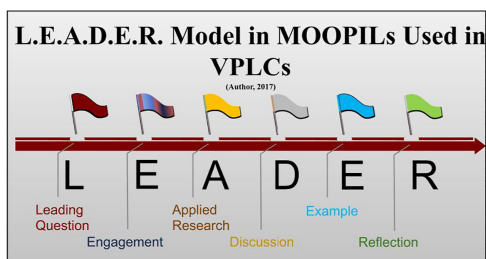 L.E.A.D.E.R. Model in MOOPILs Used in
VPLCs
(Author, 2017)
L E A D E R
Leading
Question
Engagement
Applied
Research
Discussion
Example
Reflection